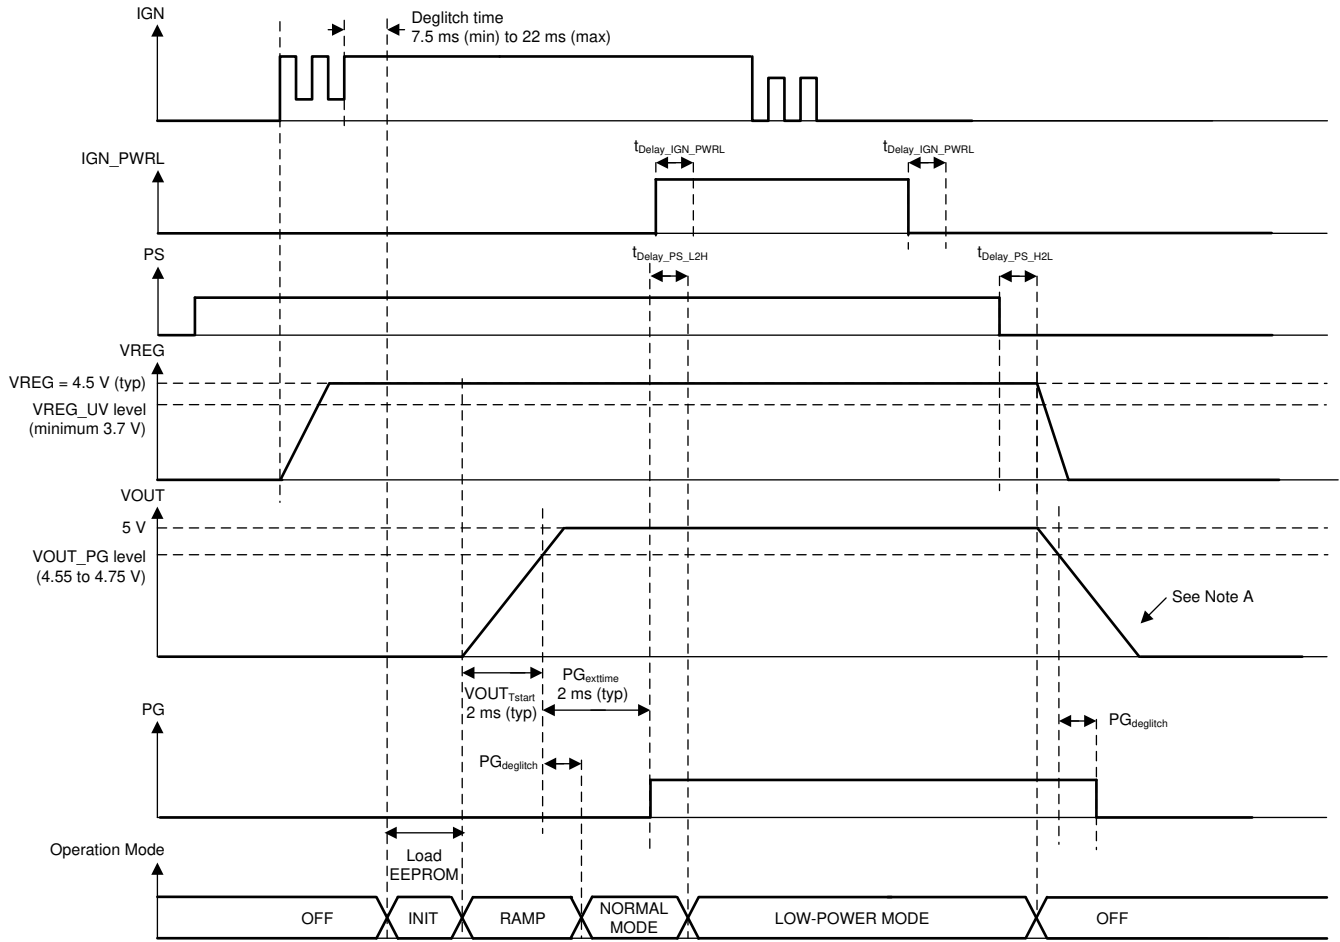 IGN
Deglitch time
7.5 ms (min) to 22 ms (max)
IGN_PWRL
tDelay_IGN_PWRL
tDelay_IGN_PWRL
PS
tDelay_PS_L2H
tDelay_PS_H2L
VREG
VREG = 4.5 V (typ)
VREG_UV level
(minimum 3.7 V)
VOUT
5 V
VOUT_PG level
(4.55 to 4.75 V)
See Note A
VOUTTstart
2 ms (typ)
PGexttime
2 ms (typ)
PG
PGdeglitch
PGdeglitch
Load
EEPROM
Operation Mode
OFF
INIT
RAMP
NORMAL
MODE
LOW-POWER MODE
OFF